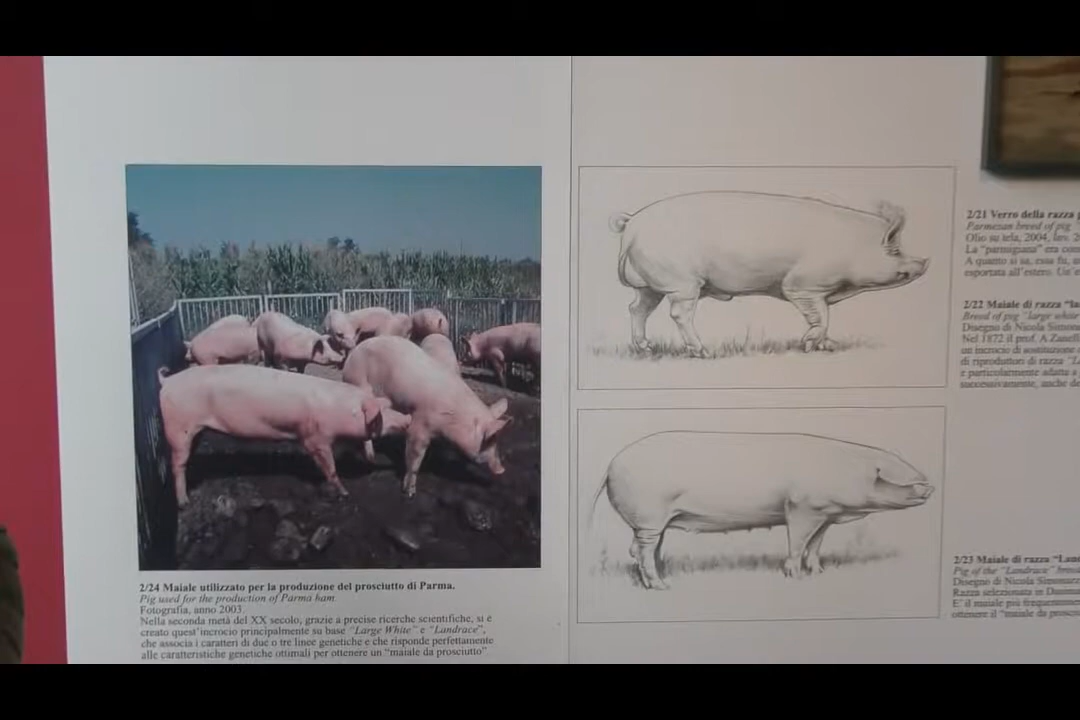 2/24 Maiale utilizzato per la produzione del prosciutto di Parma.
Pig used for the production of Parma ham.
Fotografia, anno 2003.
Nella seconda metà del XX secolo, grazie a precise ricerche scientifiche, si è
creato quest'incrocio principalmente su base "Large White" e "Landrace",
che associa i caratteri di due o tre linee genetiche e che risponde perfettamente
alle caratteristiche genetiche ottimali per ottenere un "maiale da prosciutto"
2/21 Verro della razza
Parmesan breed of pig
Olio su tela, 2004,
La "parmigiana" era
A quanto si sa, essa fu,
esportata all'estero.
2/22 Maiale di razza
Breed of pig "large white
Disegno di Nicola
Nel 1872 il prof. A.
un incrocio di sostituzione
di riproduttori di razza
e particolarmente adatta a
successivamente, anche
2/23 Maiale di razza
Pig of the "Landrace"
Disegno di Nicola
Razza selezionata in
E' il maiale più
ottenere il "maiale da